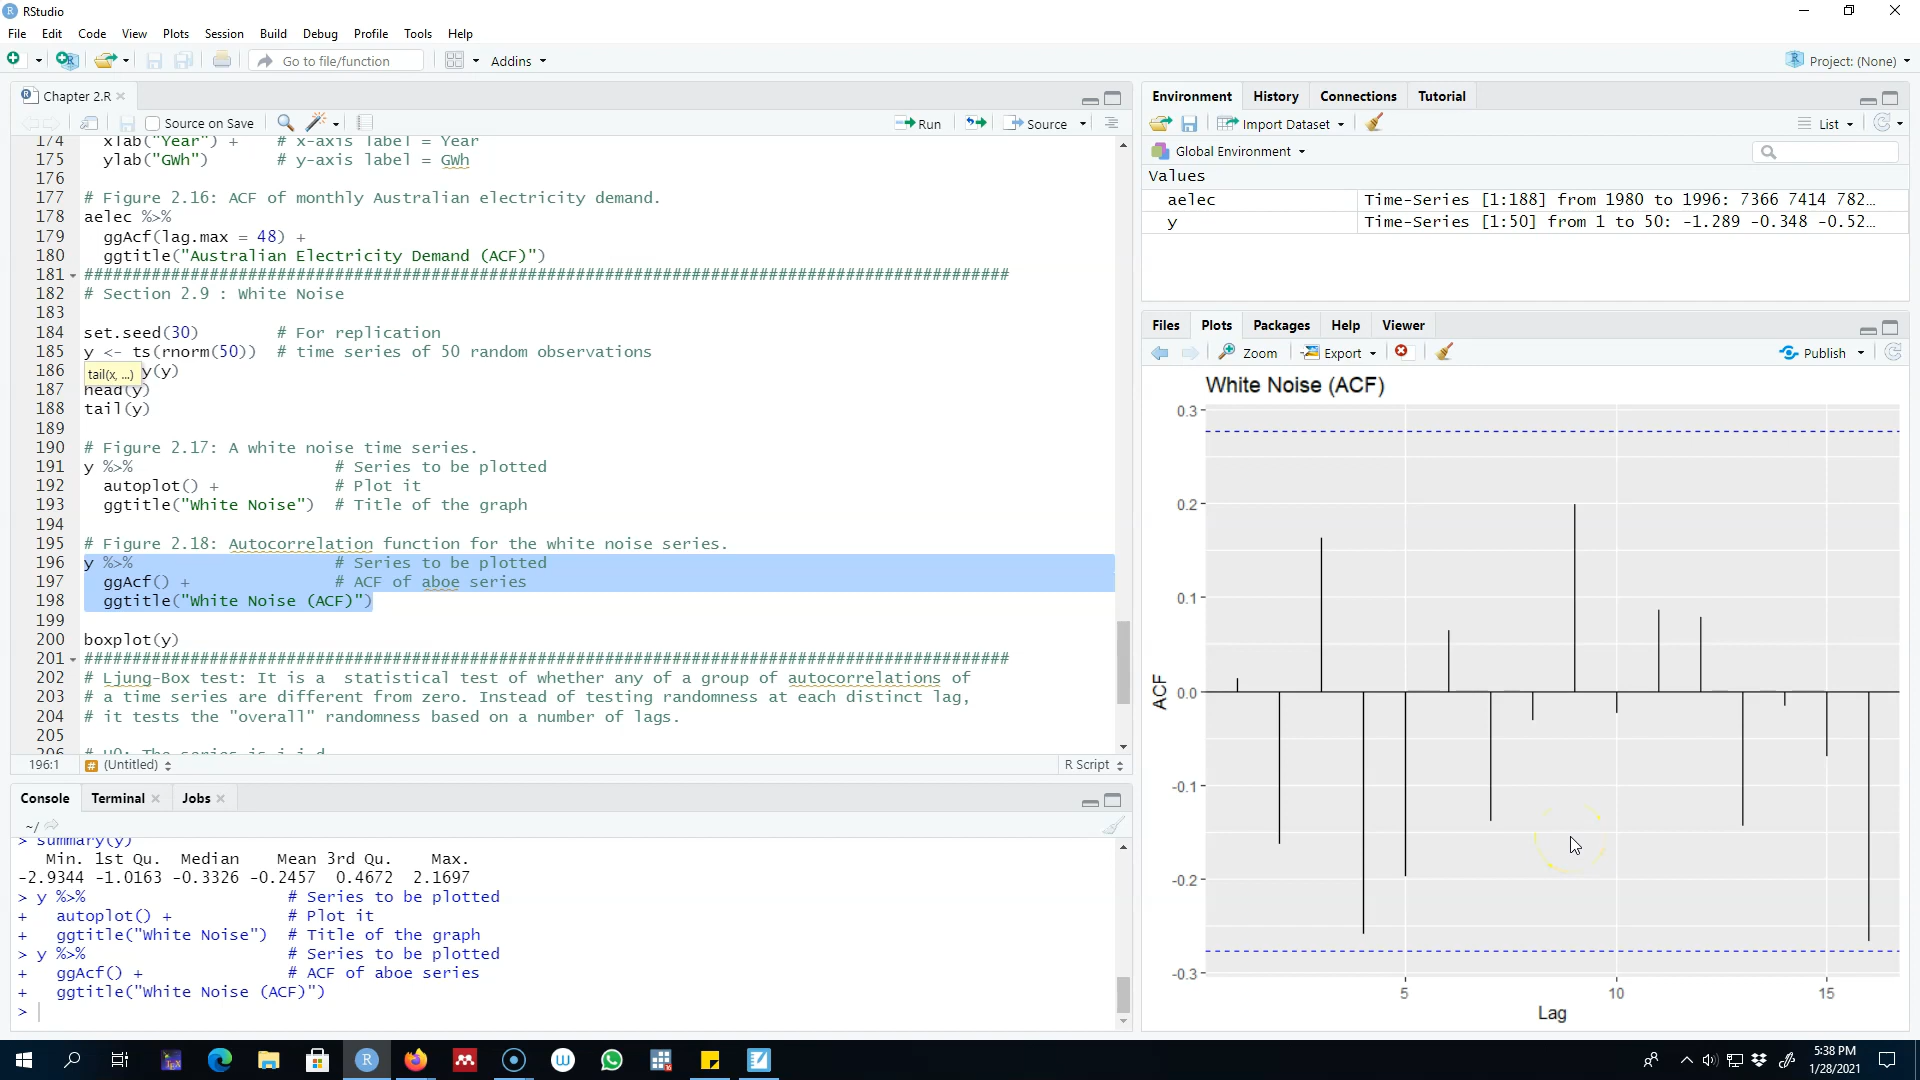 RStudio
File Edit Code View Plots Session Build Debug Profile Tools Help
Go to file/function Addins Project: (None)
Chapter 2.R
Source on Save Run Source
174 xlab("Year") + # x-axis label = Year
175 ylab("GWh") # y-axis label = GWh
176
177 # Figure 2.16: ACF of monthly Australian electricity demand.
178 aelec %>%
179 ggAcf(lag.max = 48) +
180 ggtitle("Australian Electricity Demand (ACF)")
181 ################################################################################################
182 # Section 2.9 : White Noise
183
184 set.seed(30) # For replication
185 y <- ts(rnorm(50)) # time series of 50 random observations
186 y(y)
tail(x, ...)
187 head(y)
188 tail(y)
189
190 # Figure 2.17: A white noise time series.
191 y %>% # Series to be plotted
192 autoplot() + # Plot it
193 ggtitle("White Noise") # Title of the graph
194
195 # Figure 2.18: Autocorrelation function for the white noise series.
196 y %>% # Series to be plotted
197 ggAcf() + # ACF of aboe series
198 ggtitle("White Noise (ACF)")
199
200 boxplot(y)
201 ################################################################################################
202 # Ljung-Box test: It is a statistical test of whether any of a group of autocorrelations of
203 # a time series are different from zero. Instead of testing randomness at each distinct lag,
204 # it tests the "overall" randomness based on a number of lags.
205
206 # H0: The series is i.i.d
196:1 (Untitled) R Script
Console Terminal Jobs
~/
> summary(y)
Min. 1st Qu. Median Mean 3rd Qu. Max.
-2.9344 -1.0163 -0.3326 -0.2457 0.4672 2.1697
> y %>% # Series to be plotted
+ autoplot() + # Plot it
+ ggtitle("White Noise") # Title of the graph
> y %>% # Series to be plotted
+ ggAcf() + # ACF of aboe series
+ ggtitle("White Noise (ACF)")
>
Environment History Connections Tutorial
Import Dataset List
Global Environment
Values
aelec Time-Series [1:188] from 1980 to 1996: 7366 7414 782...
y Time-Series [1:50] from 1 to 50: -1.289 -0.348 -0.52...
Files Plots Packages Help Viewer
Zoom Export Publish
White Noise (ACF)
0.3
0.2
0.1
0.0
-0.1
-0.2
-0.3
ACF
5 10 15
Lag
5:38 PM
1/28/2021